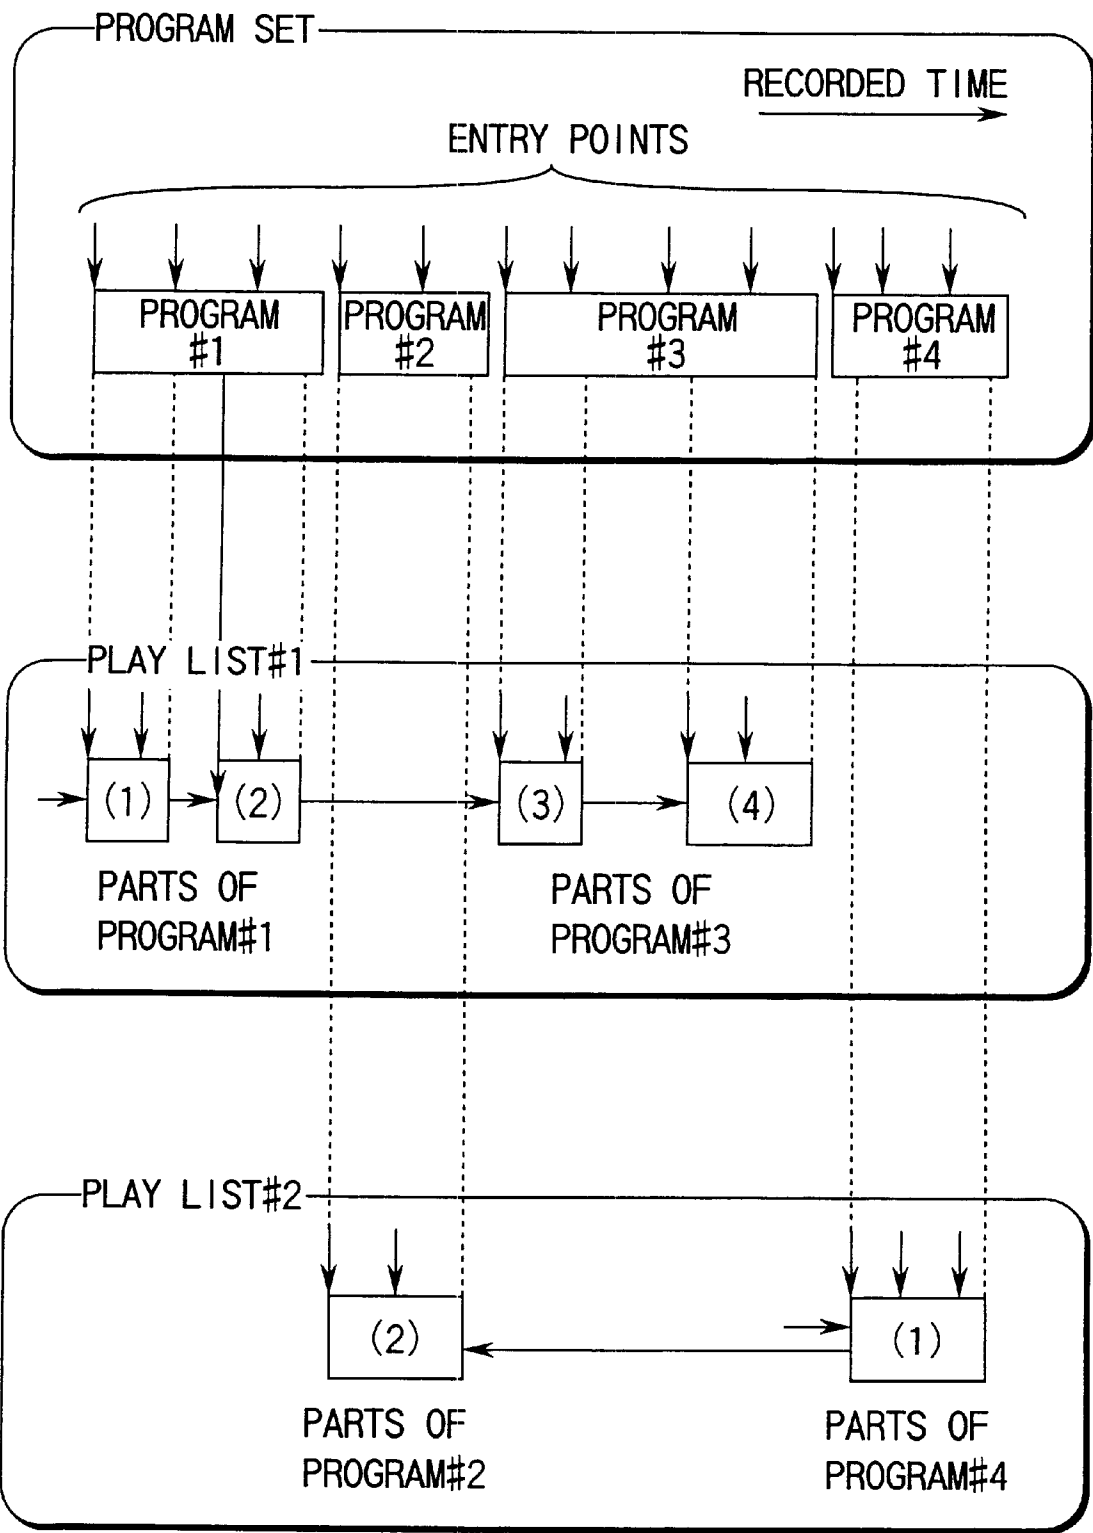 PROGRAM SET
RECORDED TIME
ENTRY POINTS
PROGRAM
#1
PROGRAM
#2
PROGRAM
#3
PROGRAM
#4
PLAY LIST#1
(1)
(2)
(3)
(4)
PARTS OF
PROGRAM#1
PARTS OF
PROGRAM#3
PLAY LIST#2
(2)
(1)
PARTS OF
PROGRAM#2
PARTS OF
PROGRAM#4